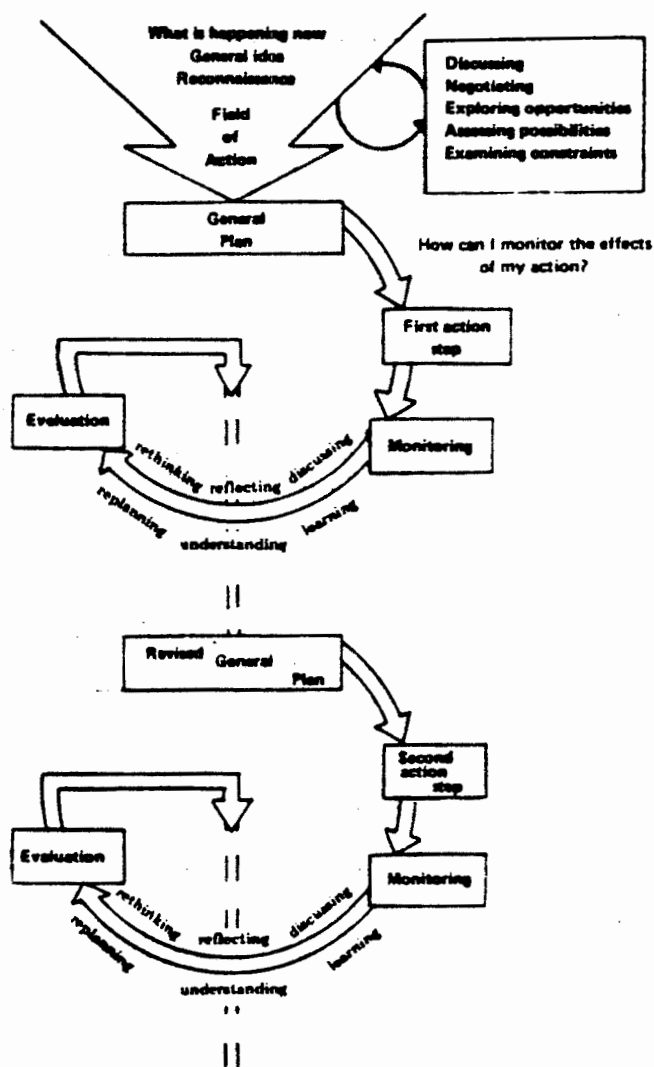 What is happening now
General idea
Reconnaissance
Field
of
Action
Discussing
Negotiating
Exploring opportunities
Assessing possibilities
Examining constraints
General
Plan
How can I monitor the effects
of my action?
First action
step
Monitoring
Evaluation
rethinking reflecting discussing
replanning understanding learning
Revised General
Plan
Second
action
step
Monitoring
Evaluation
rethinking reflecting discussing
replanning understanding learning